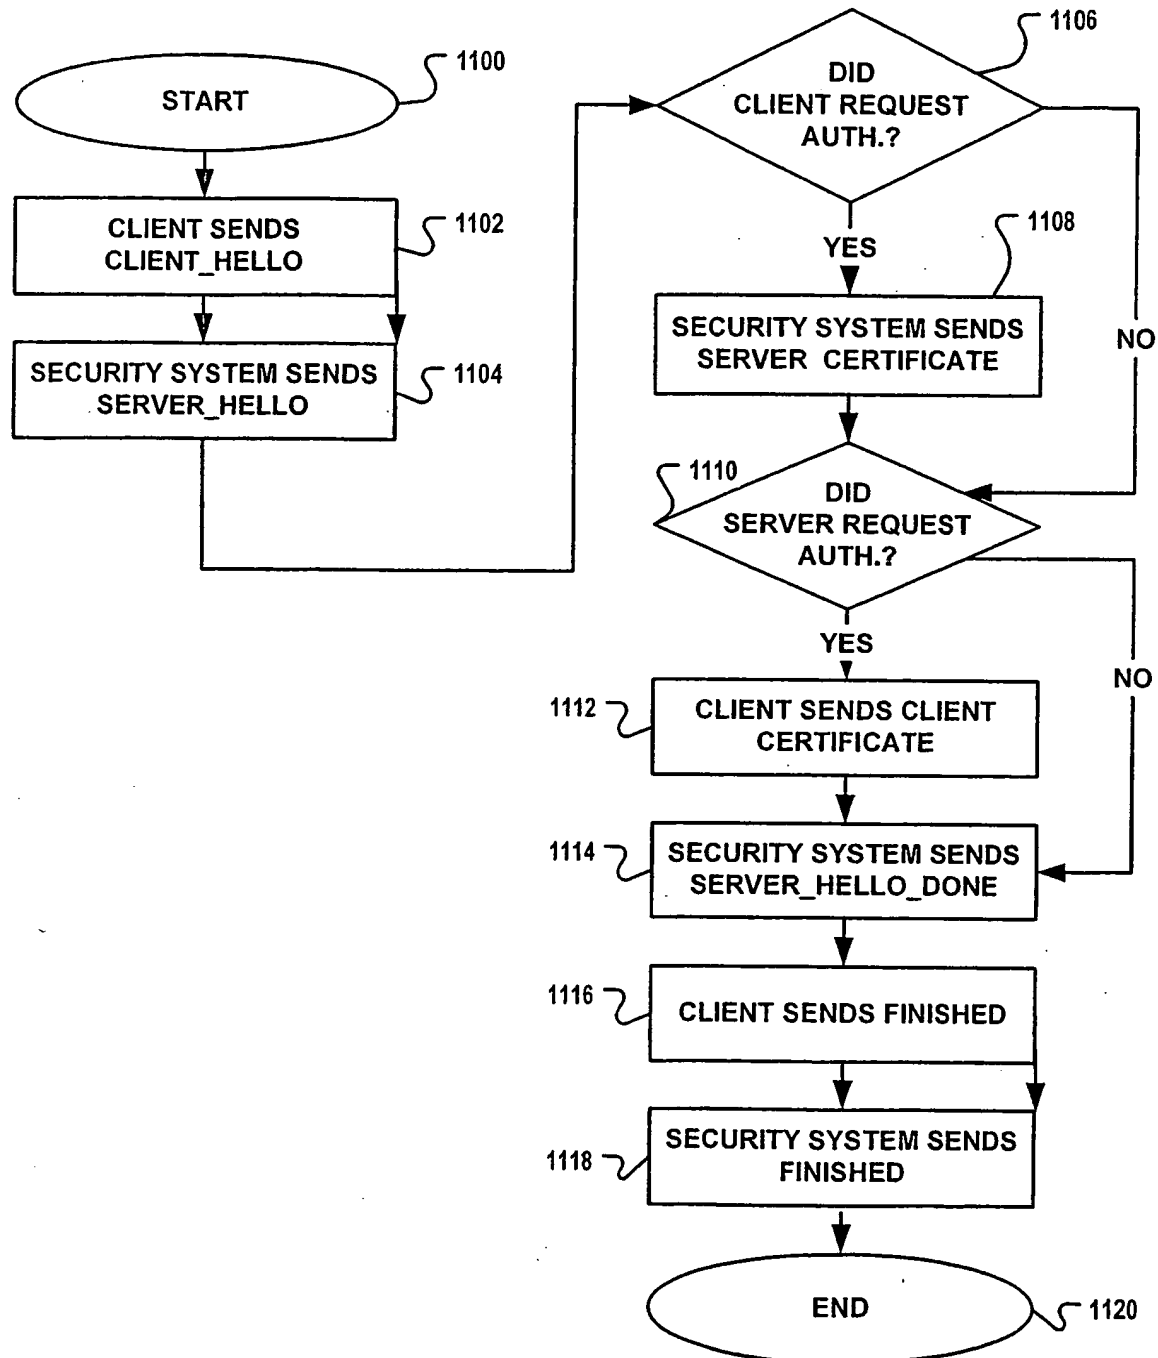 START
1100
CLIENT SENDS
CLIENT_HELLO
1102
SECURITY SYSTEM SENDS
SERVER_HELLO
1104
DID
CLIENT REQUEST
AUTH.?
1106
YES
NO
SECURITY SYSTEM SENDS
SERVER CERTIFICATE
1108
1110
DID
SERVER REQUEST
AUTH.?
YES
NO
1112
CLIENT SENDS CLIENT
CERTIFICATE
1114
SECURITY SYSTEM SENDS
SERVER_HELLO_DONE
1116
CLIENT SENDS FINISHED
1118
SECURITY SYSTEM SENDS
FINISHED
END
1120